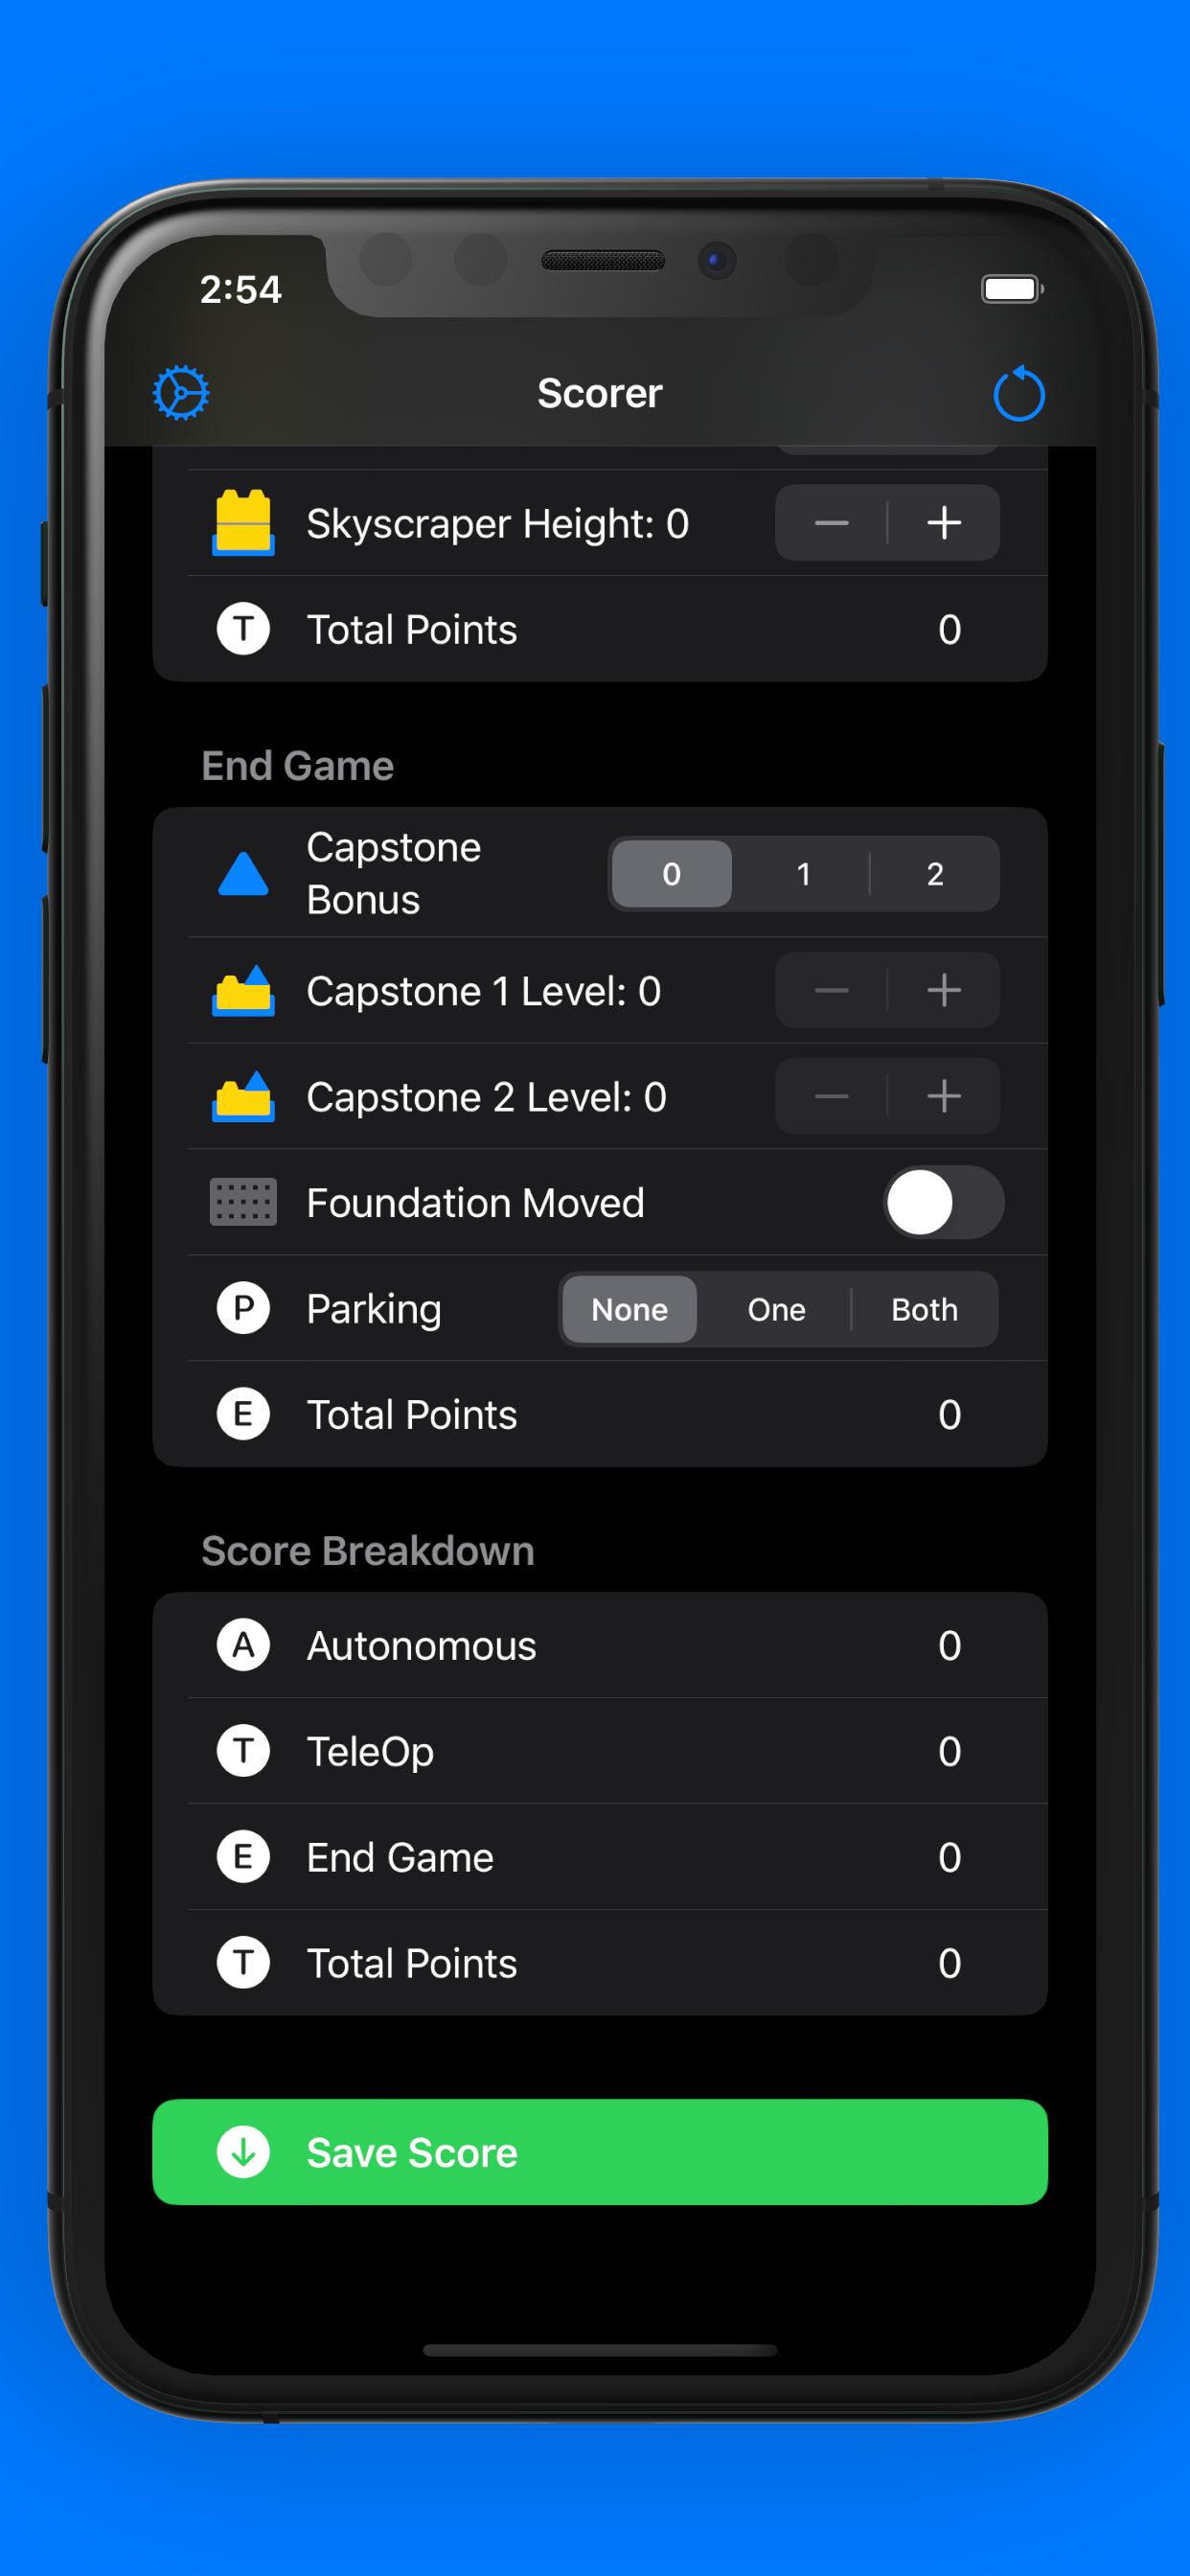 2:54
Scorer
Skyscraper Height: 0
T Total Points 0
End Game
Capstone
Bonus
0 1 2
Capstone 1 Level: 0
Capstone 2 Level: 0
Foundation Moved
P Parking None One Both
E Total Points 0
Score Breakdown
A Autonomous 0
T TeleOp 0
E End Game 0
T Total Points 0
Save Score